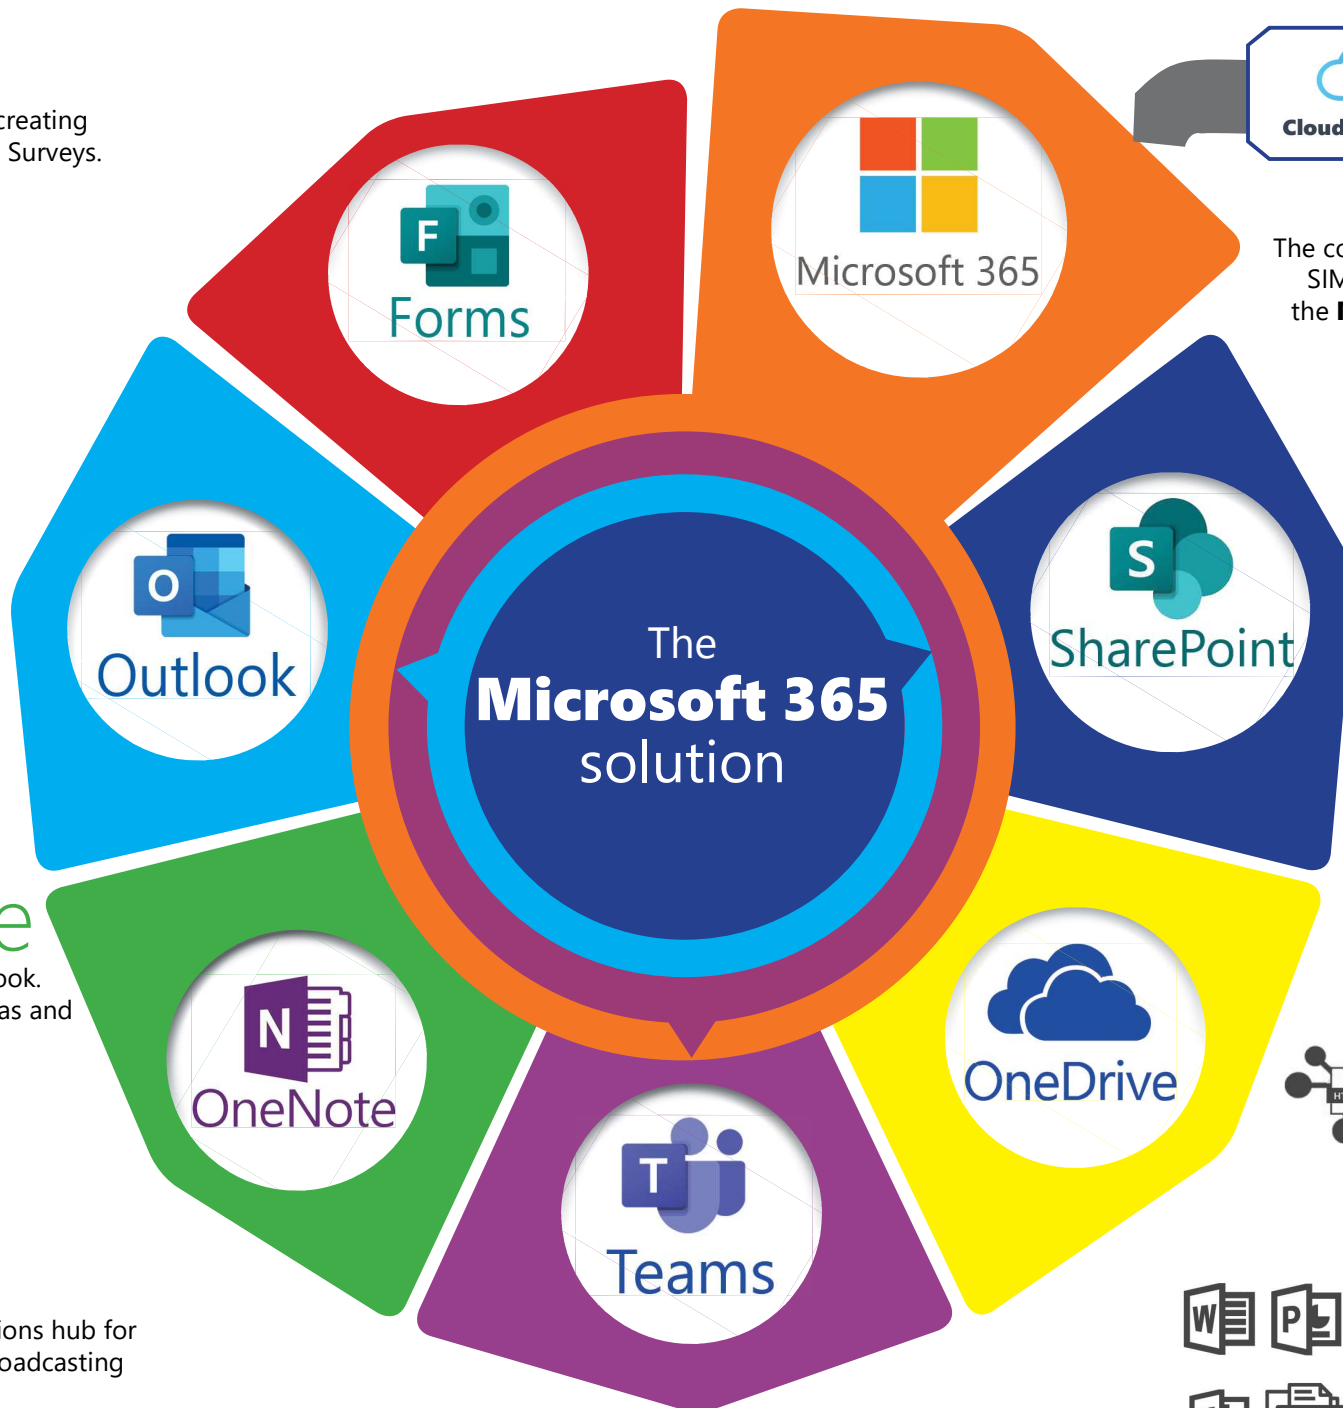 creating
Surveys.
F
Forms
Microsoft 365
Cloud
The co
SIM
the
O
Outlook
S
SharePoint
The
Microsoft 365
solution
e
ook.
as and
N
OneNote
OneDrive
T
Teams
ions hub for
oadcasting
W
P